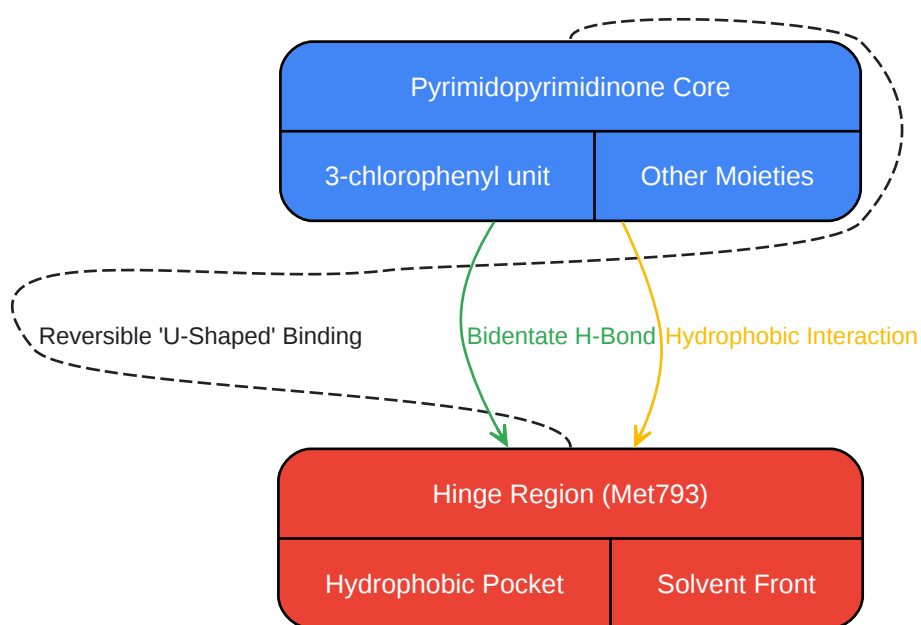 Pyrimidopyrimidinone Core
3-chlorophenyl unit
Other Moieties
Reversible 'U-Shaped' Binding
Bidentate H-Bond
Hydrophobic Interaction
Hinge Region (Met793)
Hydrophobic Pocket
Solvent Front